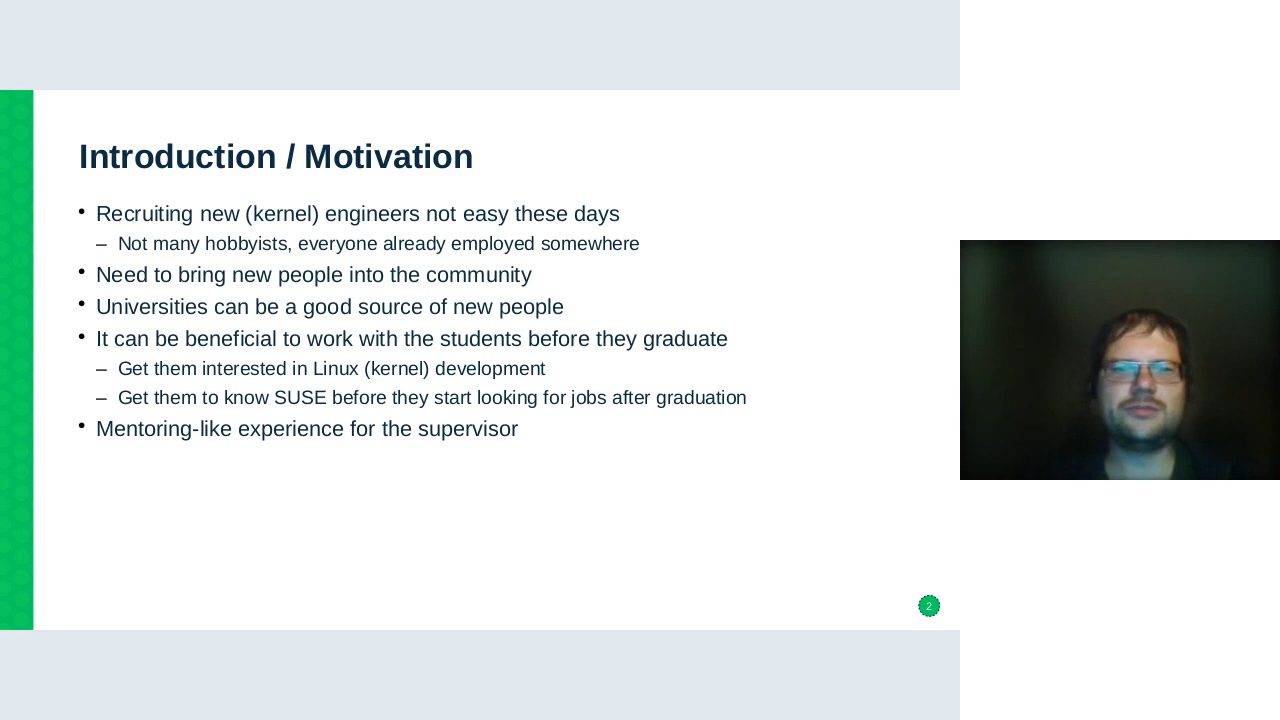 Introduction / Motivation
• Recruiting new (kernel) engineers not easy these days
– Not many hobbyists, everyone already employed somewhere
• Need to bring new people into the community
• Universities can be a good source of new people
• It can be beneficial to work with the students before they graduate
– Get them interested in Linux (kernel) development
– Get them to know SUSE before they start looking for jobs after graduation
• Mentoring-like experience for the supervisor
2